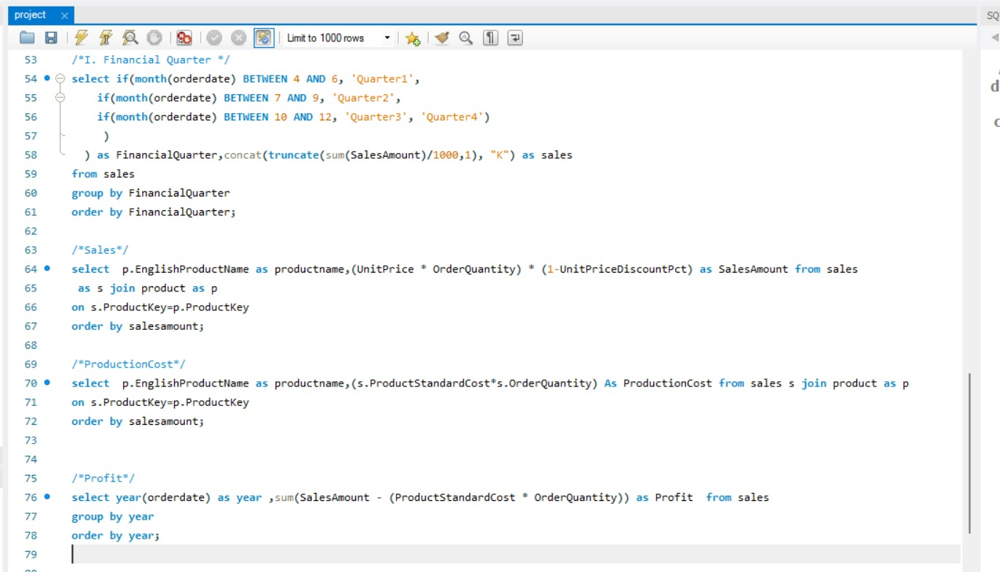 project ×
SQ
Limit to 1000 rows
53 /*I. Financial Quarter */
54 select if(month(orderdate) BETWEEN 4 AND 6, 'Quarter1',
55 if(month(orderdate) BETWEEN 7 AND 9, 'Quarter2',
56 if(month(orderdate) BETWEEN 10 AND 12, 'Quarter3', 'Quarter4')
57 )
58 ) as FinancialQuarter,concat(truncate(sum(SalesAmount)/1000,1), "K") as sales
59 from sales
60 group by FinancialQuarter
61 order by FinancialQuarter;
62
63 /*Sales*/
64 select  p.EnglishProductName as productname,(UnitPrice * OrderQuantity) * (1-UnitPriceDiscountPct) as SalesAmount from sales
65 as s join product as p
66 on s.ProductKey=p.ProductKey
67 order by salesamount;
68
69 /*ProductionCost*/
70 select  p.EnglishProductName as productname,(s.ProductStandardCost*s.OrderQuantity) As ProductionCost from sales s join product as p
71 on s.ProductKey=p.ProductKey
72 order by salesamount;
73
74
75 /*Profit*/
76 select year(orderdate) as year ,sum(SalesAmount - (ProductStandardCost * OrderQuantity)) as Profit  from sales
77 group by year
78 order by year;
79